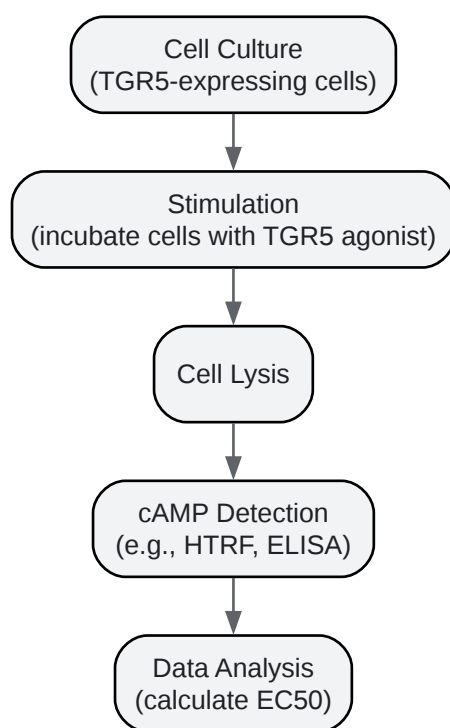 Cell Culture
(TGR5-expressing cells)
Stimulation
(incubate cells with TGR5 agonist)
Cell Lysis
cAMP Detection
(e.g., HTRF, ELISA)
Data Analysis
(calculate EC50)